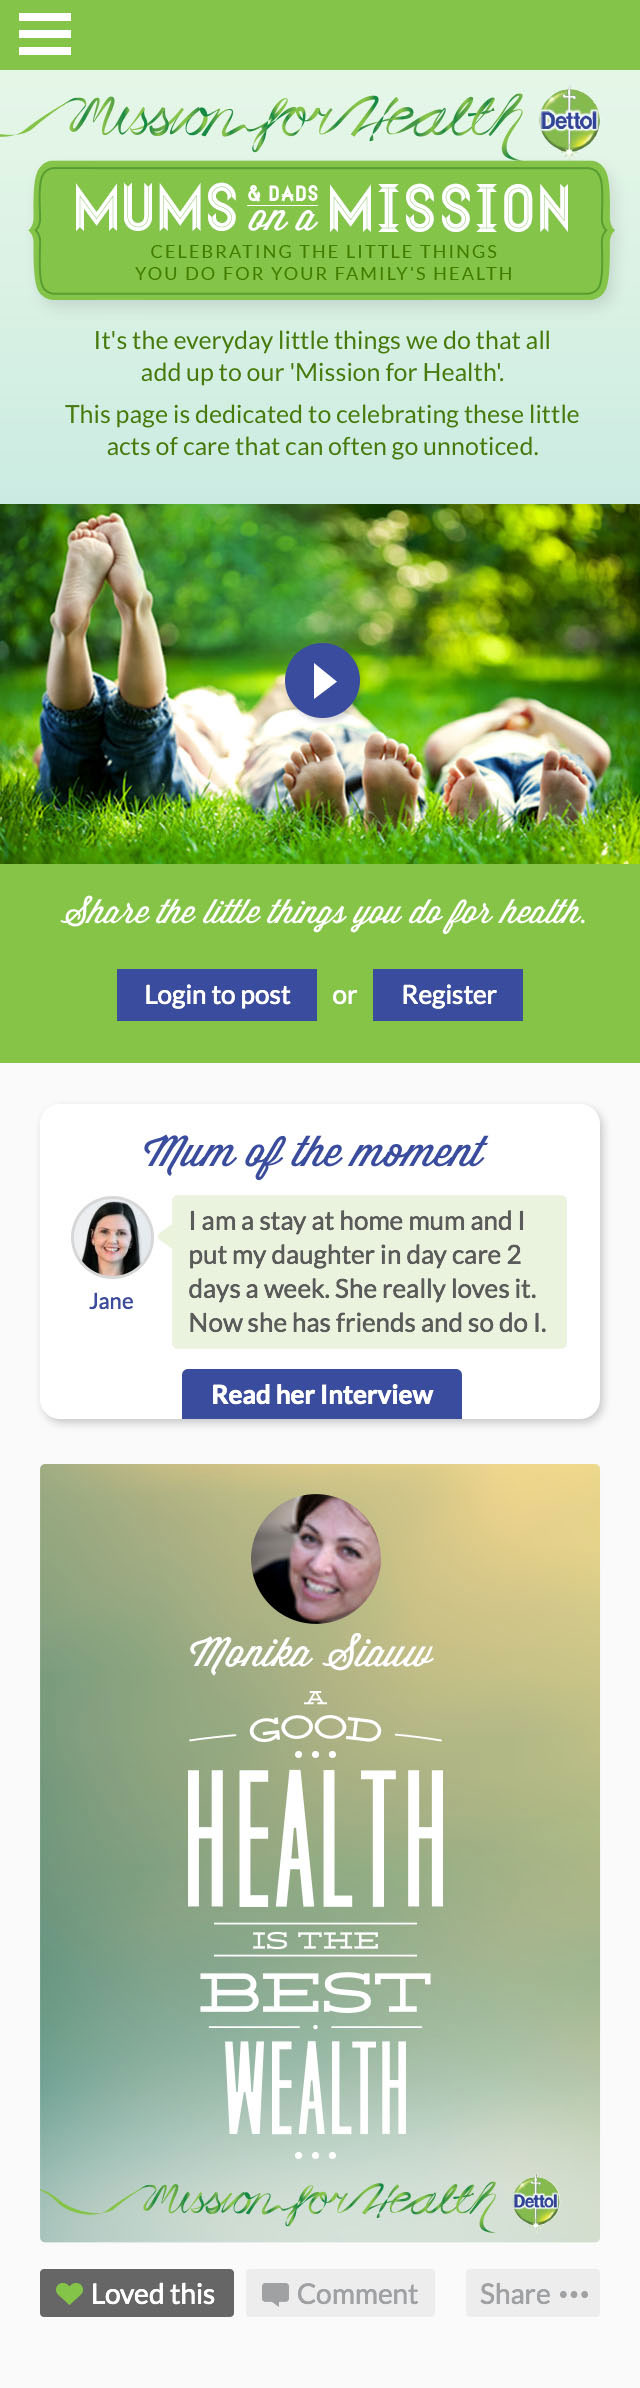 Mission for Health
Dettol
MUMS & DADS on a MISSION
CELEBRATING THE LITTLE THINGS
YOU DO FOR YOUR FAMILY'S HEALTH
It's the everyday little things we do that all
add up to our 'Mission for Health'.
This page is dedicated to celebrating these little
acts of care that can often go unnoticed.
Share the little things you do for health.
Login to post or Register
Mum of the moment
I am a stay at home mum and I
put my daughter in day care 2
days a week. She really loves it.
Now she has friends and so do I.
Jane
Read her Interview
Monika Siauw
A
GOOD
HEALTH
IS THE
BEST
WEALTH
Mission for Health
Dettol
Loved this
Comment
Share